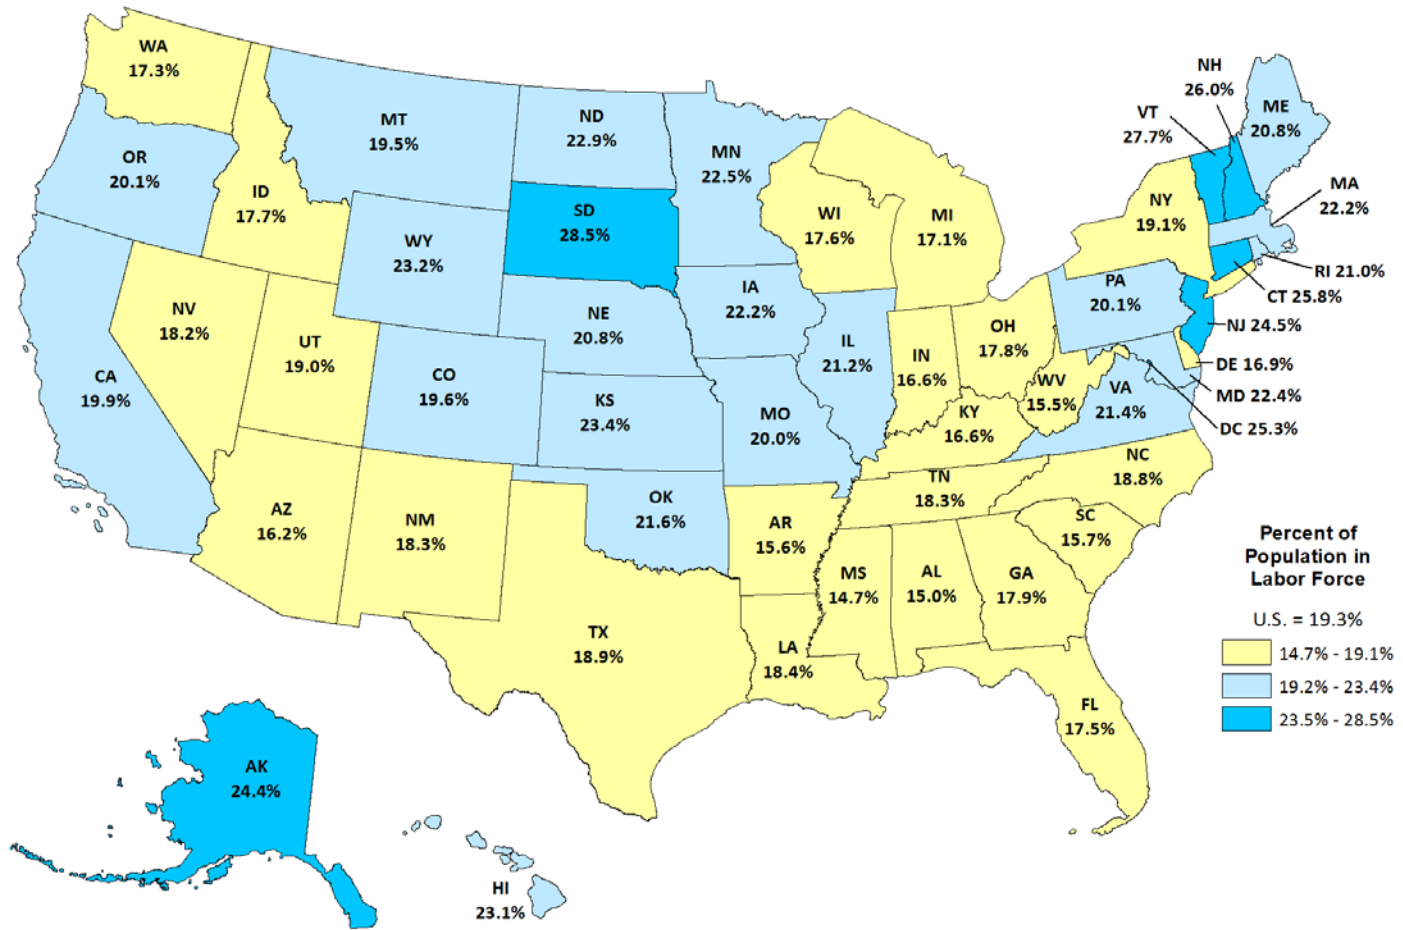 WA
17.3%
OR
20.1%
ID
17.7%
MT
19.5%
ND
22.9%
MN
22.5%
SD
28.5%
WY
23.2%
WI
17.6%
MI
17.1%
NY
19.1%
VT
27.7%
NH
26.0%
ME
20.8%
MA
22.2%
RI 21.0%
CT 25.8%
NJ 24.5%
DE 16.9%
MD 22.4%
DC 25.3%
PA
20.1%
NV
18.2%
UT
19.0%
CA
19.9%
CO
19.6%
NE
20.8%
IA
22.2%
KS
23.4%
MO
20.0%
IL
21.2%
IN
16.6%
OH
17.8%
WV
15.5%
VA
21.4%
KY
16.6%
TN
18.3%
NC
18.8%
SC
15.7%
AZ
16.2%
NM
18.3%
OK
21.6%
AR
15.6%
MS
14.7%
AL
15.0%
GA
17.9%
TX
18.9%
LA
18.4%
FL
17.5%
AK
24.4%
HI
23.1%
Percent of
Population in
Labor Force
U.S. = 19.3%
14.7% - 19.1%
19.2% - 23.4%
23.5% - 28.5%